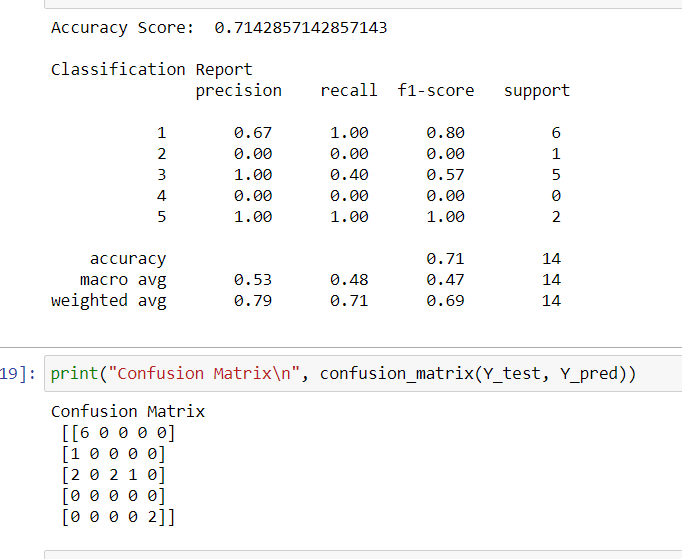 Accuracy Score:  0.7142857142857143
Classification Report
precision recall f1-score support
1 0.67 1.00 0.80 6
2 0.00 0.00 0.00 1
3 1.00 0.40 0.57 5
4 0.00 0.00 0.00 0
5 1.00 1.00 1.00 2
accuracy 0.71 14
macro avg 0.53 0.48 0.47 14
weighted avg 0.79 0.71 0.69 14
19]: print("Confusion Matrix\n", confusion_matrix(Y_test, Y_pred))
Confusion Matrix
[[6 0 0 0 0]
[1 0 0 0 0]
[2 0 2 1 0]
[0 0 0 0 0]
[0 0 0 0 2]]